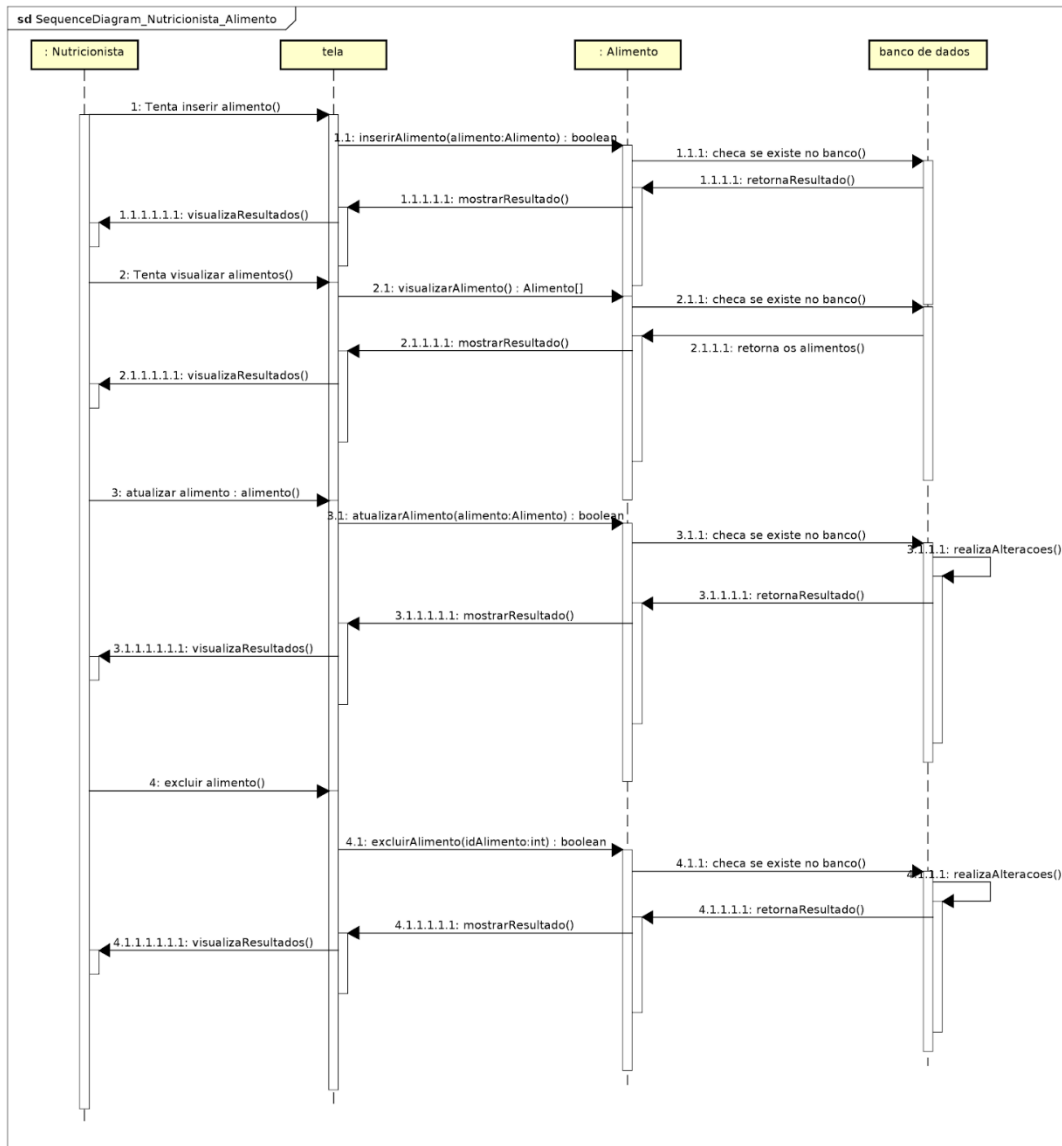 sd SequenceDiagram_Nutricionista_Alimento
: Nutricionista
tela
: Alimento
banco de dados
1: Tenta inserir alimento()
1.1: inserirAlimento(alimento:Alimento) : boolean
1.1.1: checa se existe no banco()
1.1.1.1: retornaResultado()
1.1.1.1.1: mostrarResultado()
1.1.1.1.1.1: visualizaResultados()
2: Tenta visualizar alimentos()
2.1: visualizarAlimento() : Alimento[]
2.1.1: checa se existe no banco()
2.1.1.1: retorna os alimentos()
2.1.1.1.1: mostrarResultado()
2.1.1.1.1.1: visualizaResultados()
3: atualizar alimento : alimento()
3.1: atualizarAlimento(alimento:Alimento) : boolean
3.1.1: checa se existe no banco()
3.1.1.1: realizaAlteracoes()
3.1.1.1.1: retornaResultado()
3.1.1.1.1.1: mostrarResultado()
3.1.1.1.1.1.1: visualizaResultados()
4: excluir alimento()
4.1: excluirAlimento(idAlimento:int) : boolean
4.1.1: checa se existe no banco()
4.1.1.1: realizaAlteracoes()
4.1.1.1.1: retornaResultado()
4.1.1.1.1.1: mostrarResultado()
4.1.1.1.1.1.1: visualizaResultados()